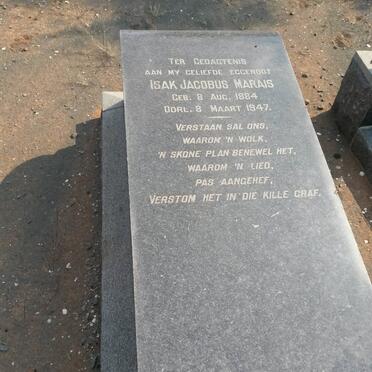 TER GEDAGTENIS
AAN MY GELIEFDE EGGENOOT
ISAK JACOBUS MARAIS
GEB. 8 AUG. 1884
OORL. 8 MAART 1947.
VERSTAAN SAL ONS,
WAAROM 'N WOLK,
'N SKONE PLAN BENEWEL HET,
WAAROM 'N LIED,
PAS AANGEHEF,
VERSTOM HET IN DIE KILLE GRAF.